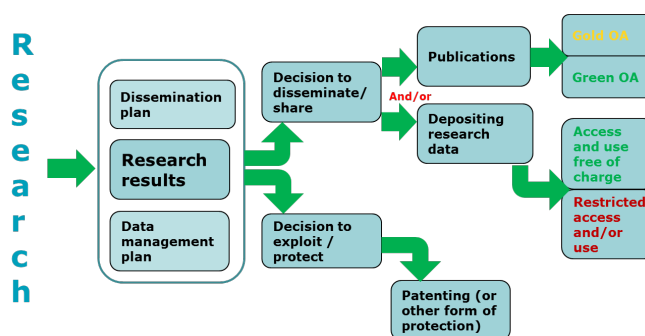 Research
Dissemination
plan
Research
results
Data
management
plan
Decision to
disseminate/
share
Decision to
exploit /
protect
And/or
Publications
Depositing
research
data
Patenting (or
other form of
protection)
Gold OA
Green OA
Access
and use
free of
charge
Restricted
access
and/or
use